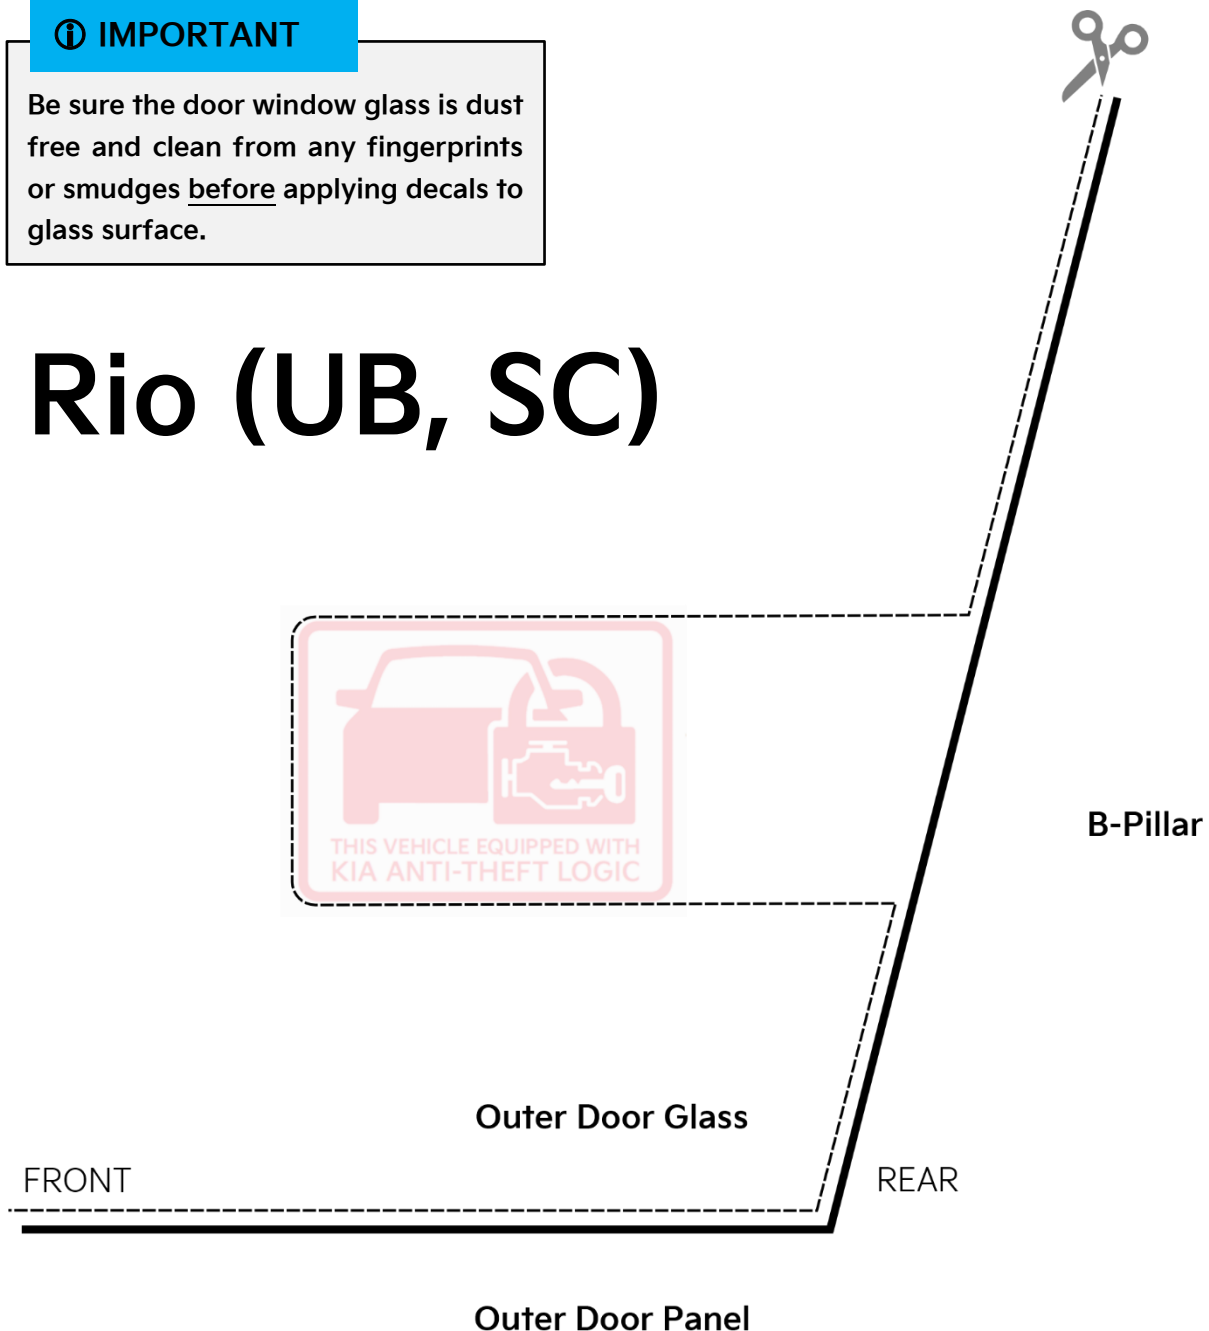 IMPORTANT
Be sure the door window glass is dust
free and clean from any fingerprints
or smudges before applying decals to
glass surface.
Rio (UB, SC)
THIS VEHICLE EQUIPPED WITH
KIA ANTI-THEFT LOGIC
B-Pillar
Outer Door Glass
FRONT
REAR
Outer Door Panel